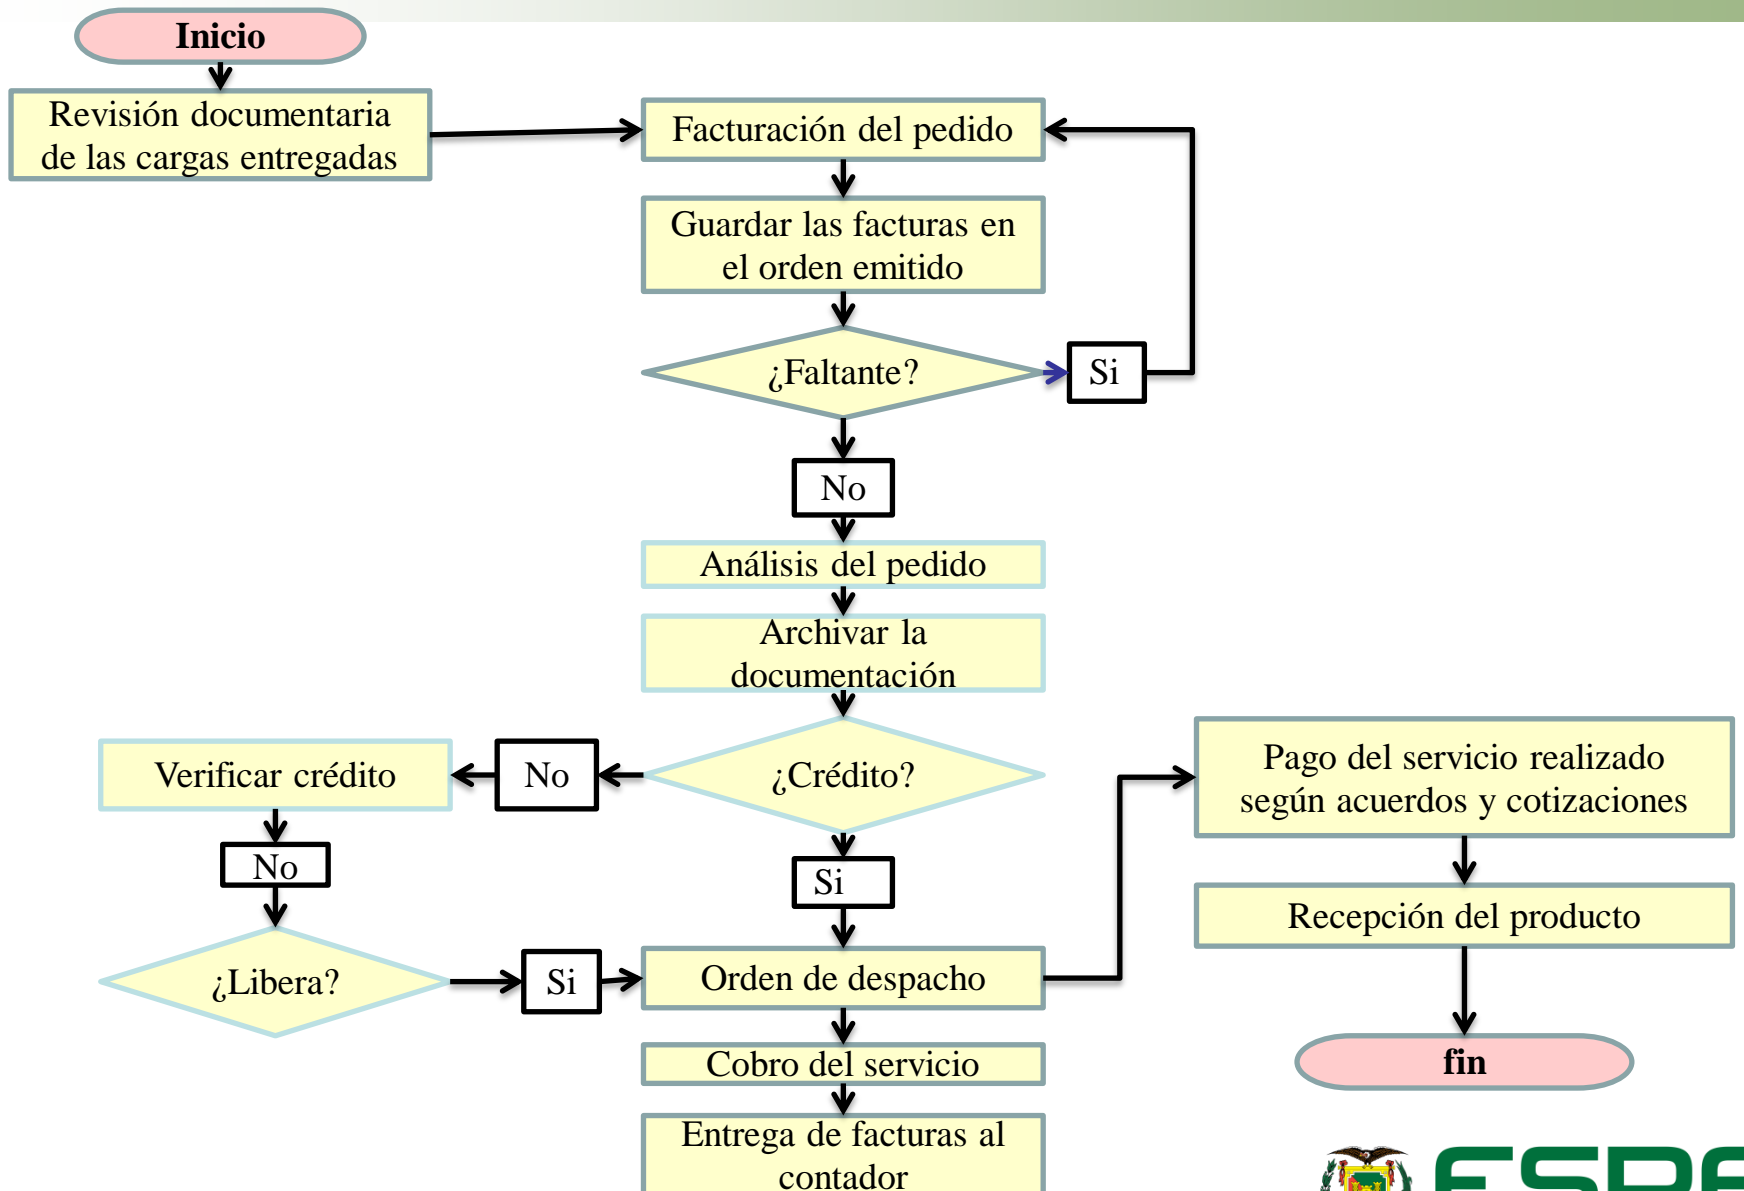 Inicio
Revisión documentaria
de las cargas entregadas
Facturación del pedido
Guardar las facturas en
el orden emitido
¿Faltante?
Si
No
Análisis del pedido
Archivar la
documentación
¿Crédito?
No
Verificar crédito
No
¿Libera?
Si
Si
Orden de despacho
Cobro del servicio
Entrega de facturas al
contador
Pago del servicio realizado
según acuerdos y cotizaciones
Recepción del producto
fin